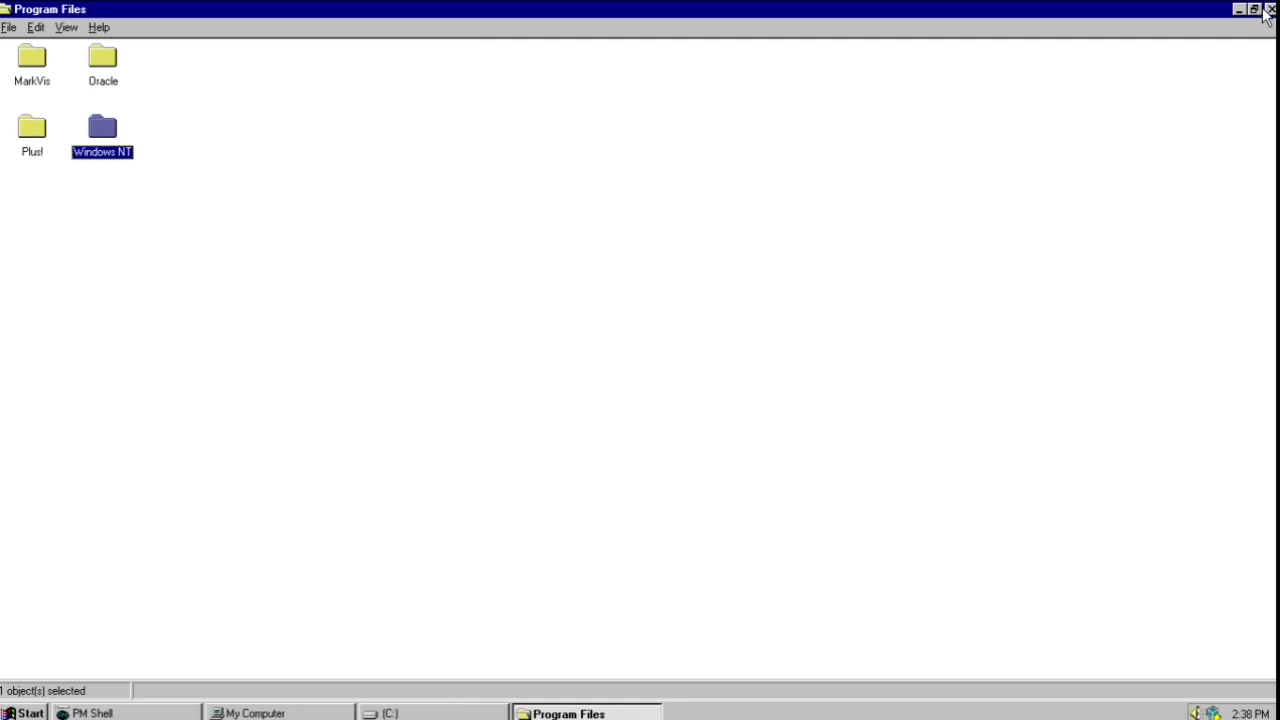 Program Files
File Edit View Help
MarkVis Oracle
Plus! Windows NT
1 object(s) selected
Start PM Shell My Computer (C:) Program Files 2:38 PM